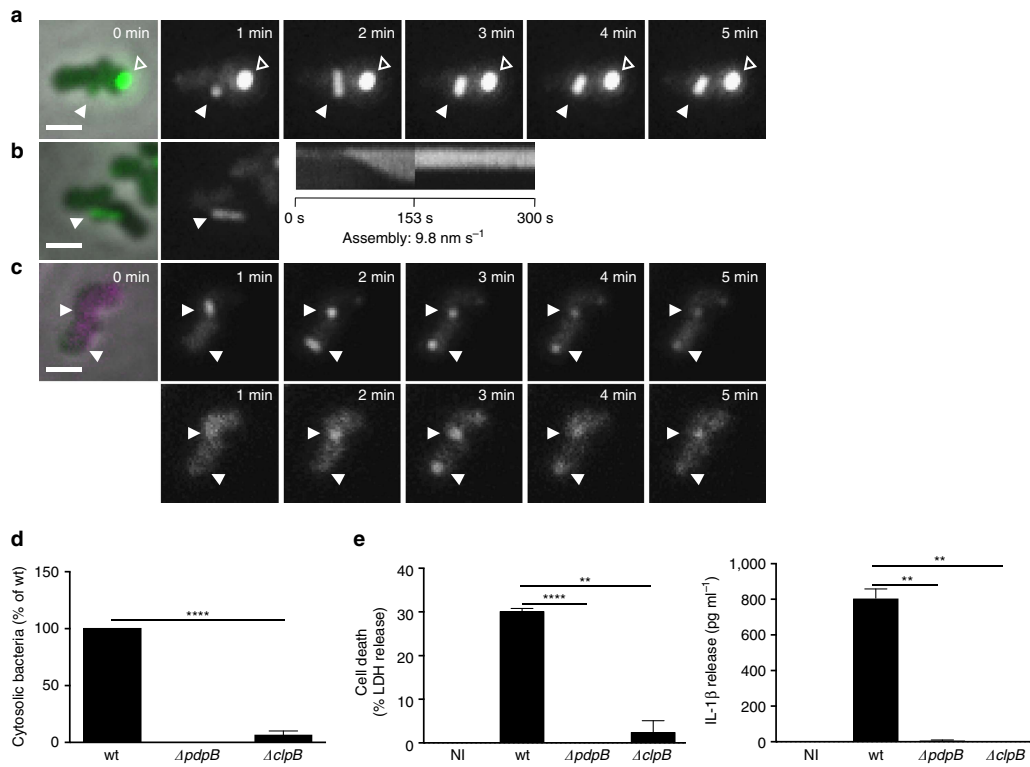 a
0 min
1 min
2 min
3 min
4 min
5 min
b
0 s
153 s
300 s
Assembly: 9.8 nm s⁻¹
c
0 min
1 min
2 min
3 min
4 min
5 min
1 min
2 min
3 min
4 min
5 min
d
Cytosolic bacteria (% of wt)
150
100
50
0
****
wt
ΔpdpB
ΔclpB
e
Cell death
(% LDH release)
40
30
20
10
0
**
****
NI
wt
ΔpdpB
ΔclpB
IL-1β release (pg ml⁻¹)
1,000
800
600
400
200
0
**
**
NI
wt
ΔpdpB
ΔclpB